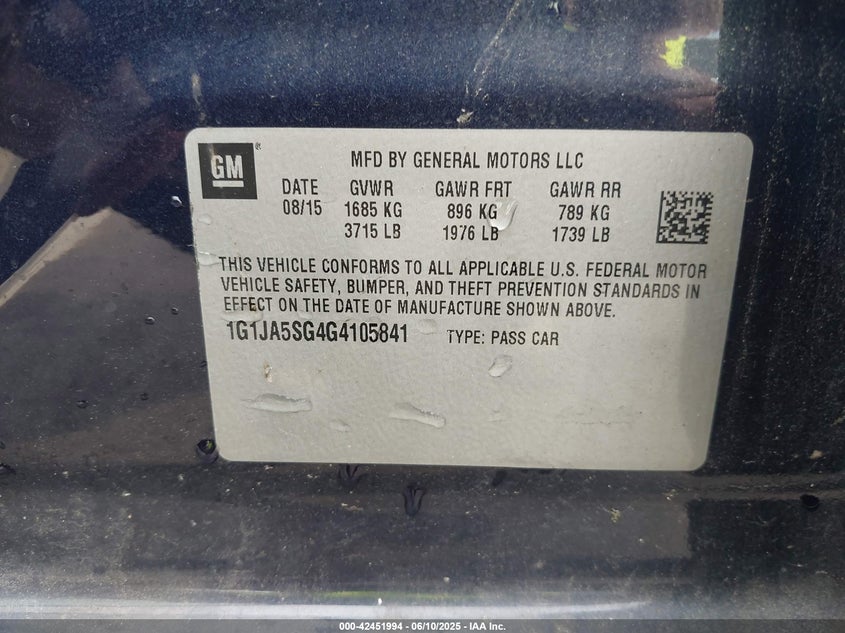 GM
®
MFD BY GENERAL MOTORS LLC
DATE GVWR GAWR FRT GAWR RR
08/15 1685 KG 896 KG 789 KG
3715 LB 1976 LB 1739 LB
THIS VEHICLE CONFORMS TO ALL APPLICABLE U.S. FEDERAL MOTOR
VEHICLE SAFETY, BUMPER, AND THEFT PREVENTION STANDARDS IN
EFFECT ON THE DATE OF MANUFACTURE SHOWN ABOVE.
1G1JA5SG4G4105841 TYPE: PASS CAR
000-42451994 - 06/10/2025 - IAA Inc.